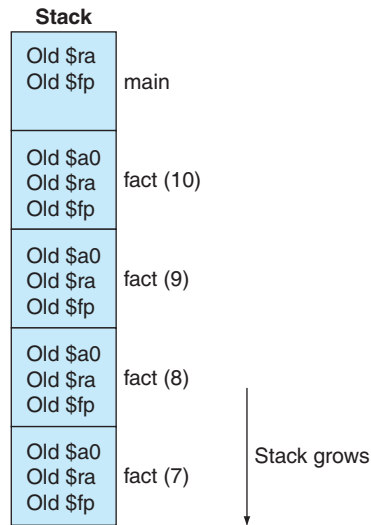 Stack
Old $ra
Old $fp
main
Old $a0
Old $ra
Old $fp
fact (10)
Old $a0
Old $ra
Old $fp
fact (9)
Old $a0
Old $ra
Old $fp
fact (8)
Old $a0
Old $ra
Old $fp
fact (7)
Stack grows